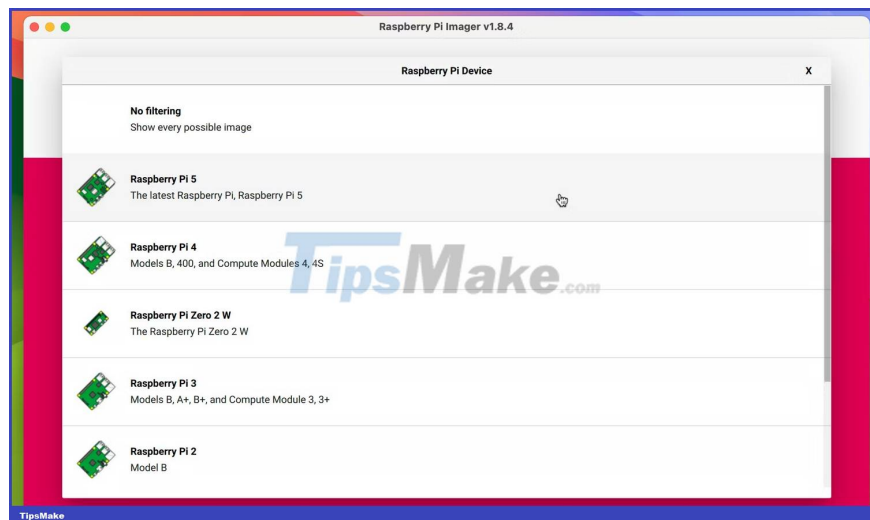 Raspberry Pi Imager v1.8.4
Raspberry Pi Device
X
No filtering
Show every possible image
Raspberry Pi 5
The latest Raspberry Pi, Raspberry Pi 5
Raspberry Pi 4
Models B, 400, and Compute Modules 4, 4S
TipsMake.com
Raspberry Pi Zero 2 W
The Raspberry Pi Zero 2 W
Raspberry Pi 3
Models B, A+, B+, and Compute Module 3, 3+
Raspberry Pi 2
Model B
TipsMake